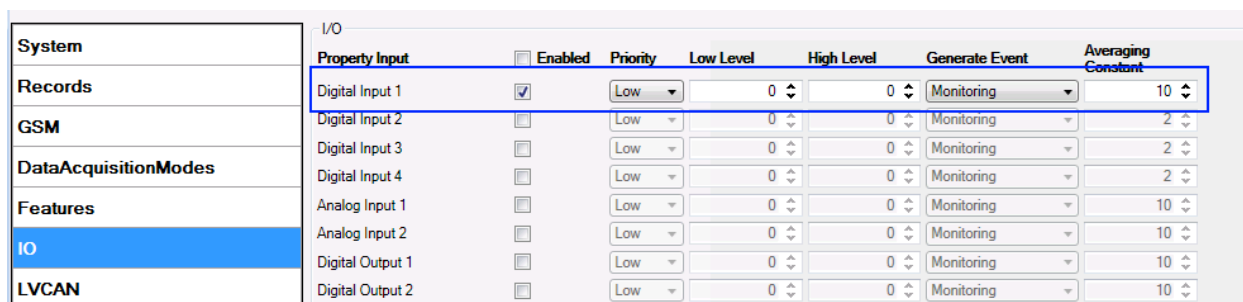 I/O
System
Records
GSM
DataAcquisitionModes
Features
IO
LVCAN
Property Input Enabled Priority Low Level High Level Generate Event Averaging Constant
Digital Input 1 Low 0 0 Monitoring 10
Digital Input 2 Low 0 0 Monitoring 2
Digital Input 3 Low 0 0 Monitoring 2
Digital Input 4 Low 0 0 Monitoring 2
Analog Input 1 Low 0 0 Monitoring 10
Analog Input 2 Low 0 0 Monitoring 10
Digital Output 1 Low 0 0 Monitoring 10
Digital Output 2 Low 0 0 Monitoring 10